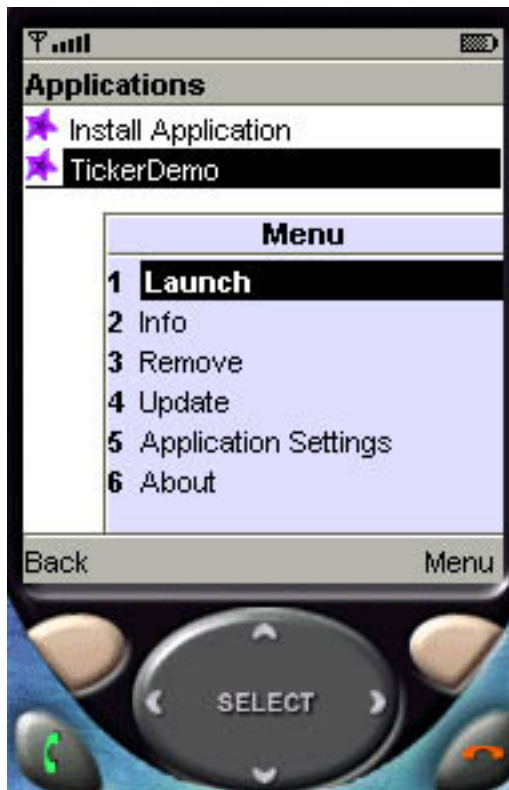 Applications
Install Application
TickerDemo
Menu
1 Launch
2 Info
3 Remove
4 Update
5 Application Settings
6 About
Back Menu
SELECT